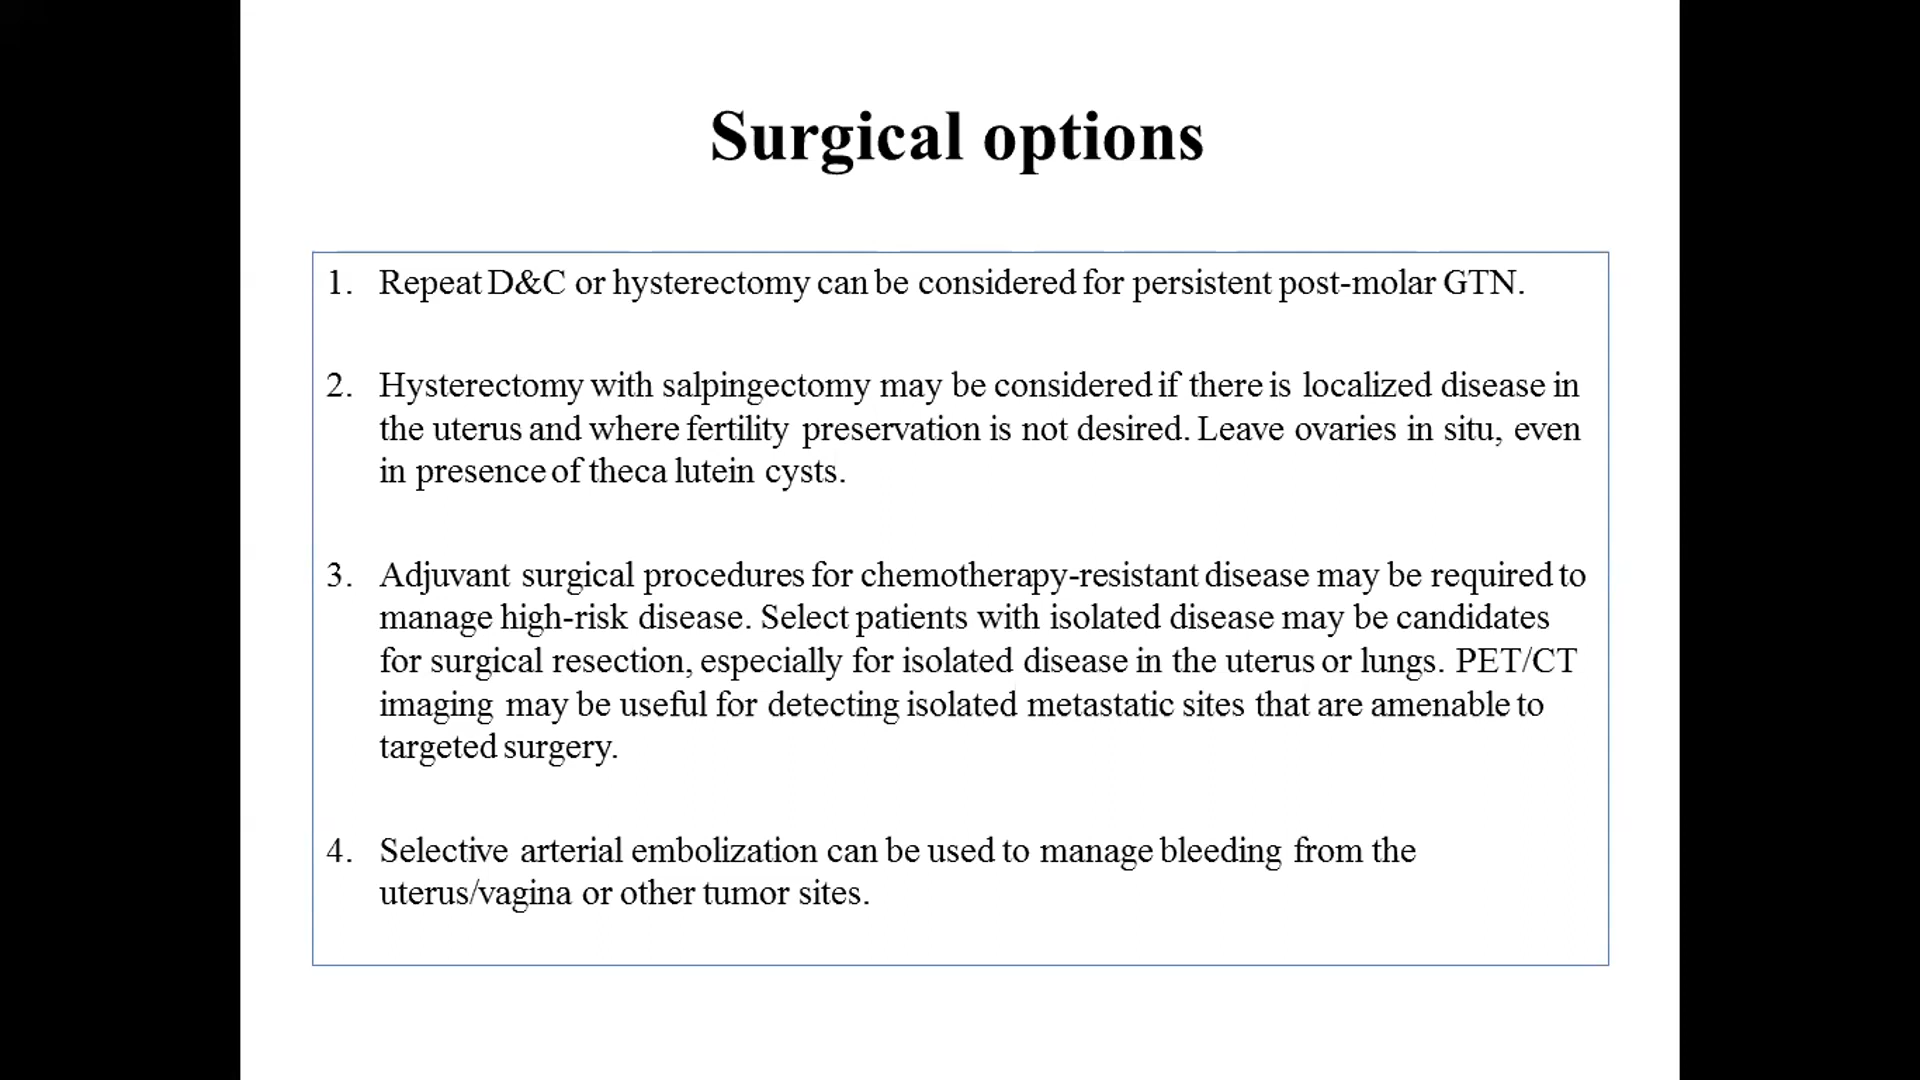 Surgical options
1. Repeat D&C or hysterectomy can be considered for persistent post-molar GTN.
2. Hysterectomy with salpingectomy may be considered if there is localized disease in
the uterus and where fertility preservation is not desired. Leave ovaries in situ, even
in presence of theca lutein cysts.
3. Adjuvant surgical procedures for chemotherapy-resistant disease may be required to
manage high-risk disease. Select patients with isolated disease may be candidates
for surgical resection, especially for isolated disease in the uterus or lungs. PET/CT
imaging may be useful for detecting isolated metastatic sites that are amenable to
targeted surgery.
4. Selective arterial embolization can be used to manage bleeding from the
uterus/vagina or other tumor sites.